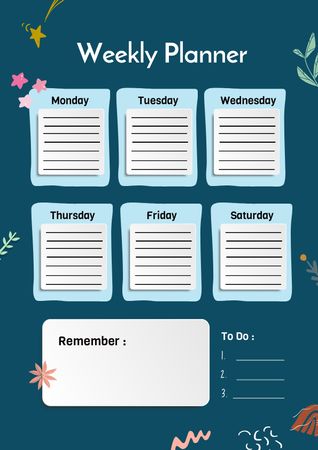 Weekly Planner
Monday Tuesday Wednesday
Thursday Friday Saturday
Remember :
To Do :
1.
2.
3.